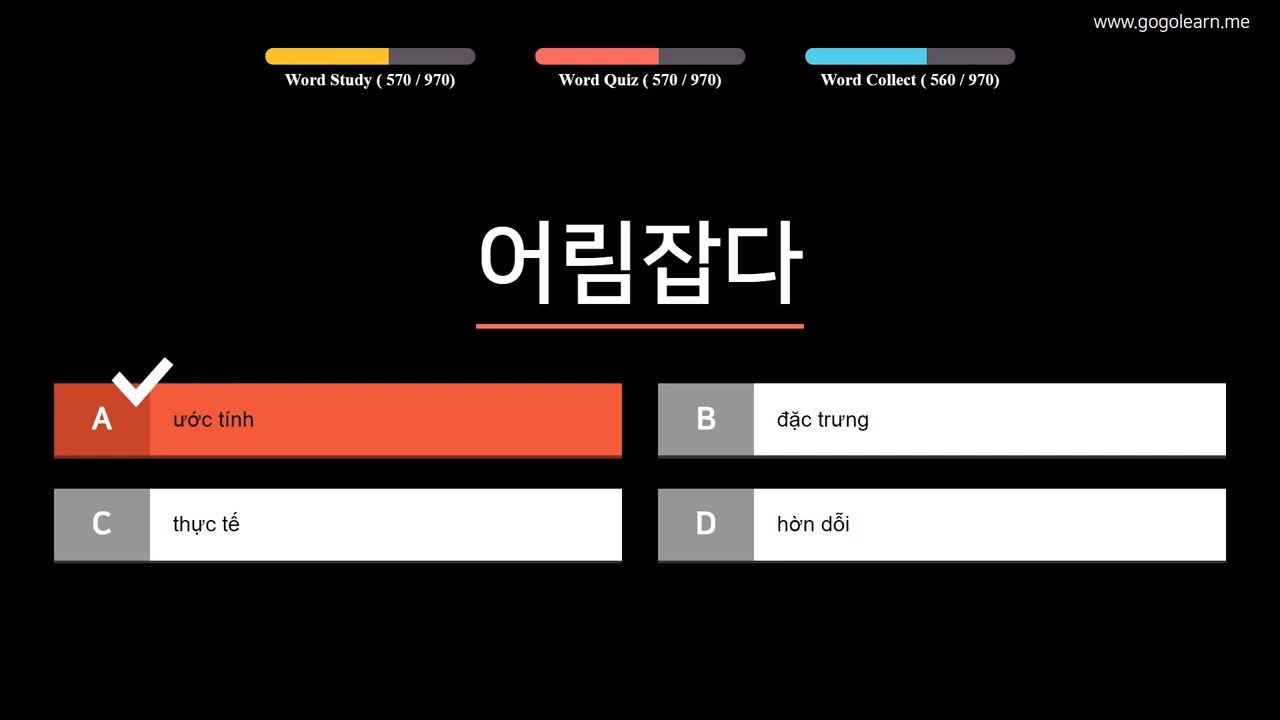 www.gogolearn.me
Word Study ( 570 / 970)
Word Quiz ( 570 / 970)
Word Collect ( 560 / 970)
어림잡다
A ước tính
B đặc trưng
C thực tế
D hờn dỗi